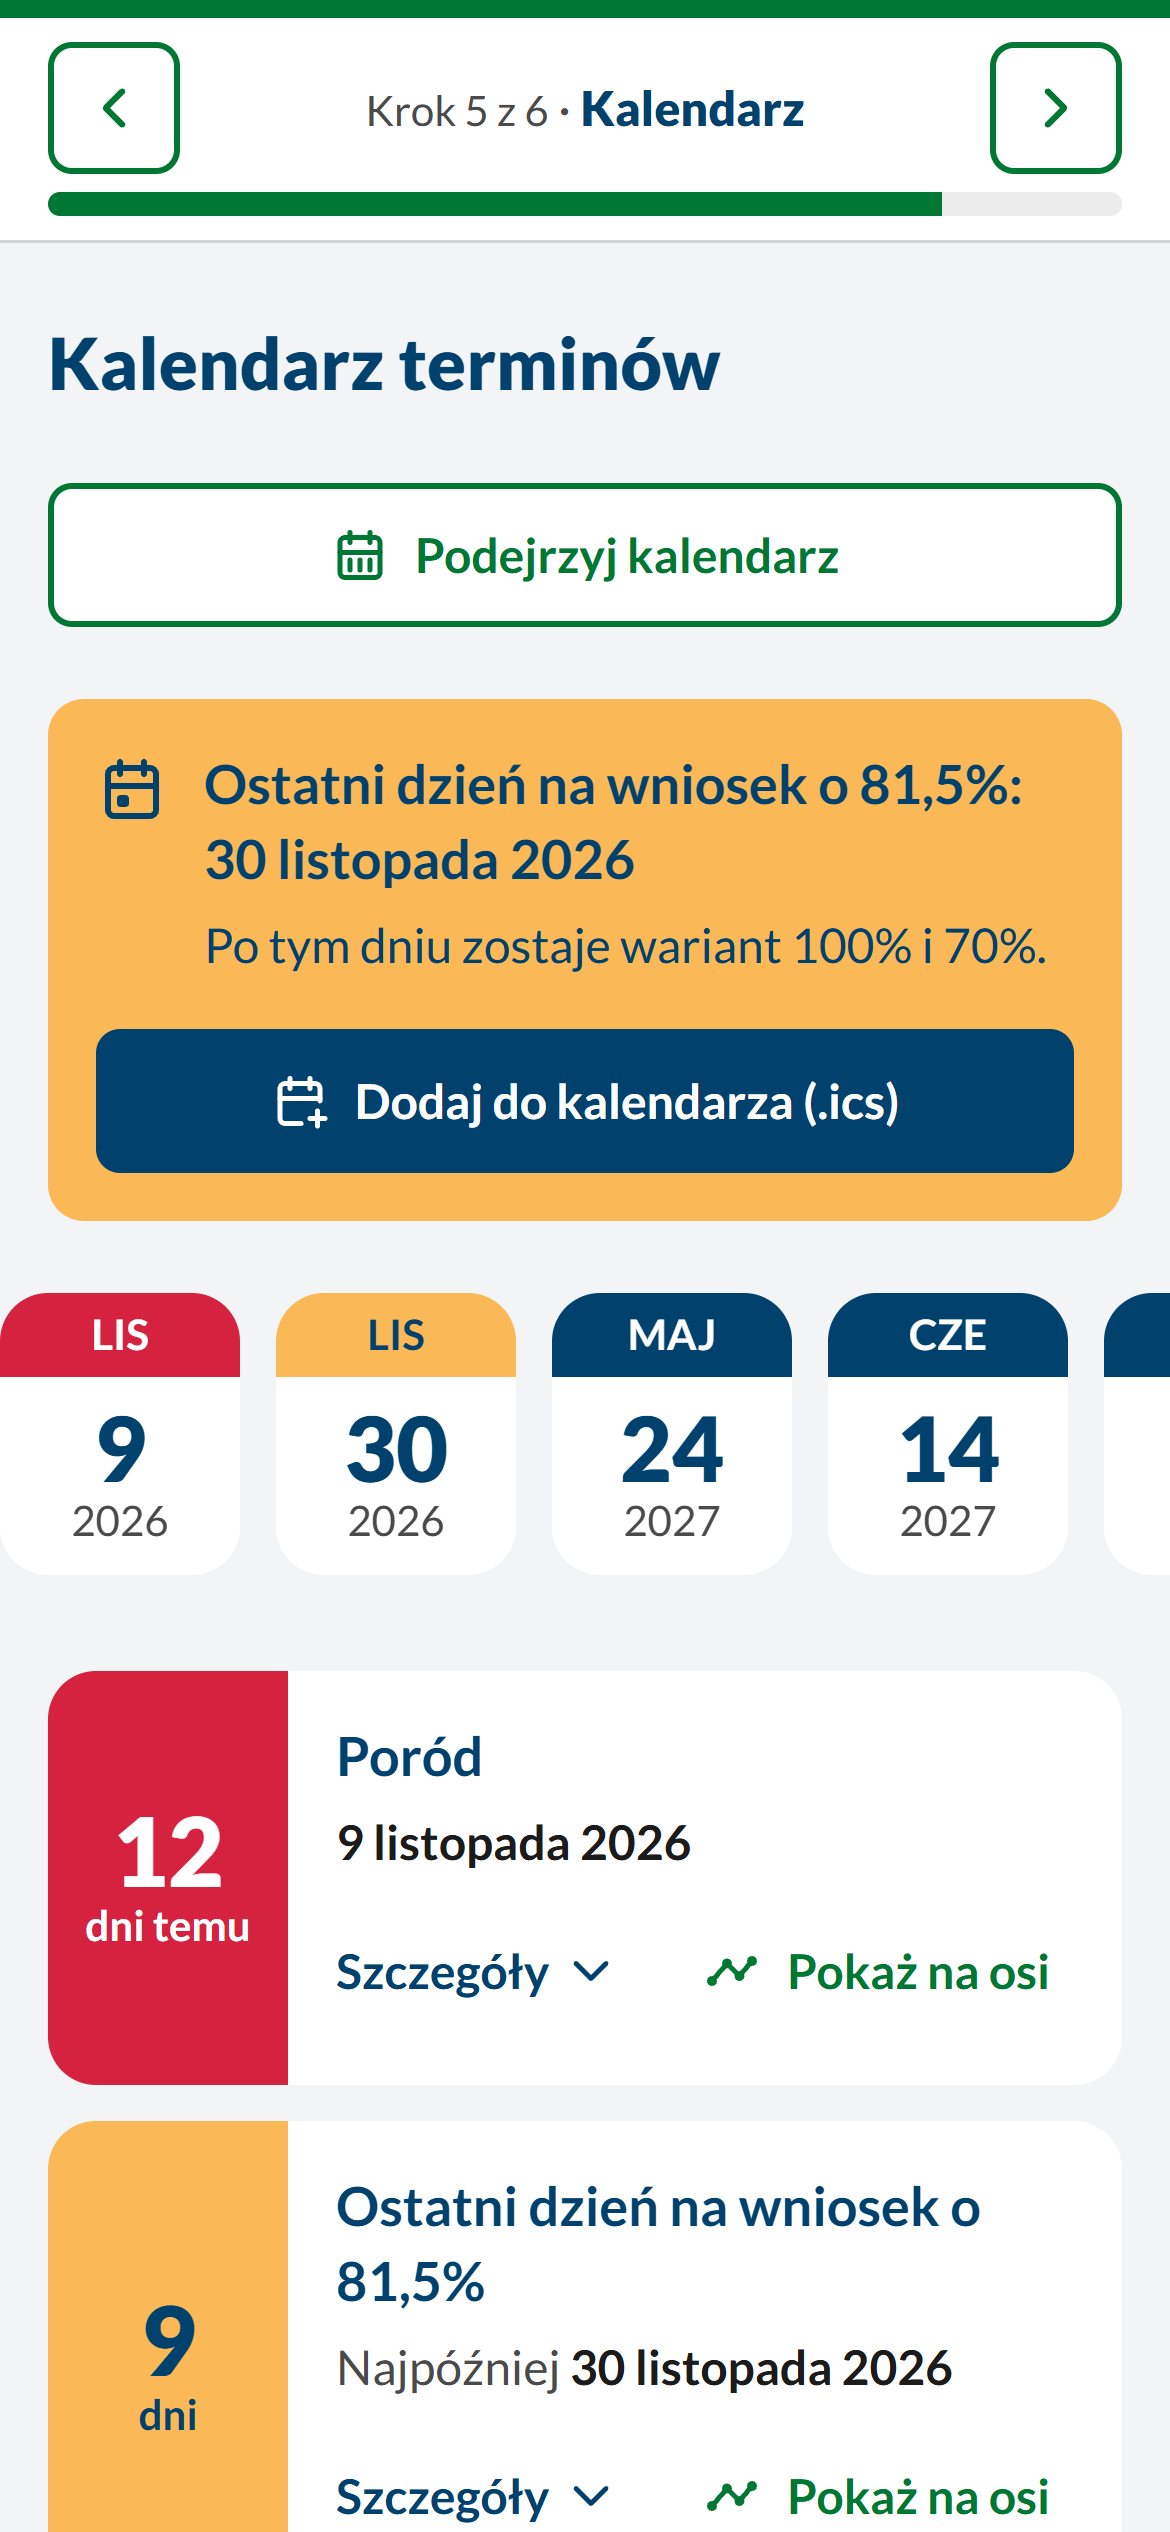 Krok 5 z 6 · Kalendarz
Kalendarz terminów
Podejrzyj kalendarz
Ostatni dzień na wniosek o 81,5%:
30 listopada 2026
Po tym dniu zostaje wariant 100% i 70%.
Dodaj do kalendarza (.ics)
LIS
9
2026
LIS
30
2026
MAJ
24
2027
CZE
14
2027
12
dni temu
Poród
9 listopada 2026
Szczegóły
Pokaż na osi
9
dni
Ostatni dzień na wniosek o
81,5%
Najpóźniej 30 listopada 2026
Szczegóły
Pokaż na osi